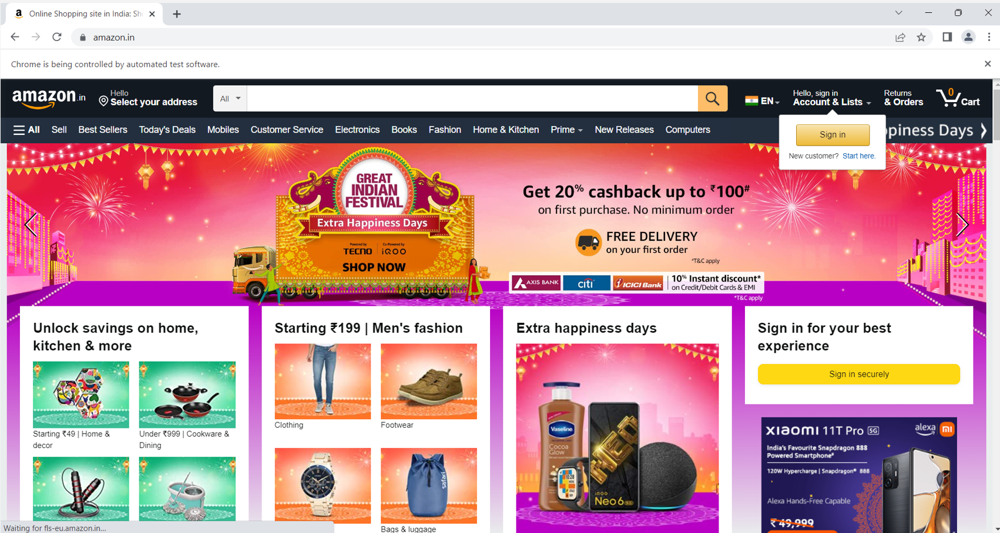 Online Shopping site in India: Sh
amazon.in
Chrome is being controlled by automated test software.
amazon.in
Hello
Select your address
All
EN
Hello, sign in
Account & Lists
Returns
& Orders
0
Cart
All
Sell
Best Sellers
Today's Deals
Mobiles
Customer Service
Electronics
Books
Fashion
Home & Kitchen
Prime
New Releases
Computers
ppiness Days
Sign in
New customer? Start here.
GREAT
INDIAN
FESTIVAL
Extra Happiness Days
Powered by
TECNO
Co-Powered by
iQOO
SHOP NOW
Get 20% cashback up to ₹100#
on first purchase. No minimum order
FREE DELIVERY
on your first order
*T&C apply
AXIS BANK
citi
ICICI Bank
10% Instant discount*
on Credit/Debit Cards & EMI
*T&C apply
Unlock savings on home,
kitchen & more
Starting ₹49 | Home &
decor
Under ₹999 | Cookware &
Dining
Starting ₹199 | Men's fashion
Clothing
Footwear
safari
Bags & luggage
Extra happiness days
Vaseline
Cocoa
Glow
NEO
iQOO
Neo 6 5G
Sign in for your best
experience
Sign in securely
XIAOMI 11T Pro 5G
alexa
mi
India's Favourite Snapdragon 888
Powered Smartphone#
120W Hypercharge | Snapdragon® 888
Alexa Hands-Free Capable
₹ 49,999
Waiting for fls-eu.amazon.in...